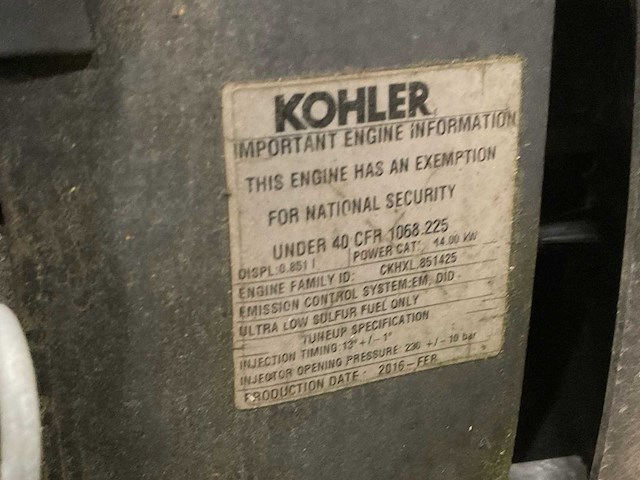 KOHLER
IMPORTANT ENGINE INFORMATION
THIS ENGINE HAS AN EXEMPTION
FOR NATIONAL SECURITY
UNDER 40 CFR 1068.225
DISPL:0.851 l POWER CAT: 14.00 kW
ENGINE FAMILY ID: CKHXL.851425
EMISSION CONTROL SYSTEM:EM, DID
ULTRA LOW SULFUR FUEL ONLY
TUNEUP SPECIFICATION
INJECTION TIMING: 13° +/- 1°
INJECTOR OPENING PRESSURE: 230 +/- 10 bar
PRODUCTION DATE: 2016-FEB